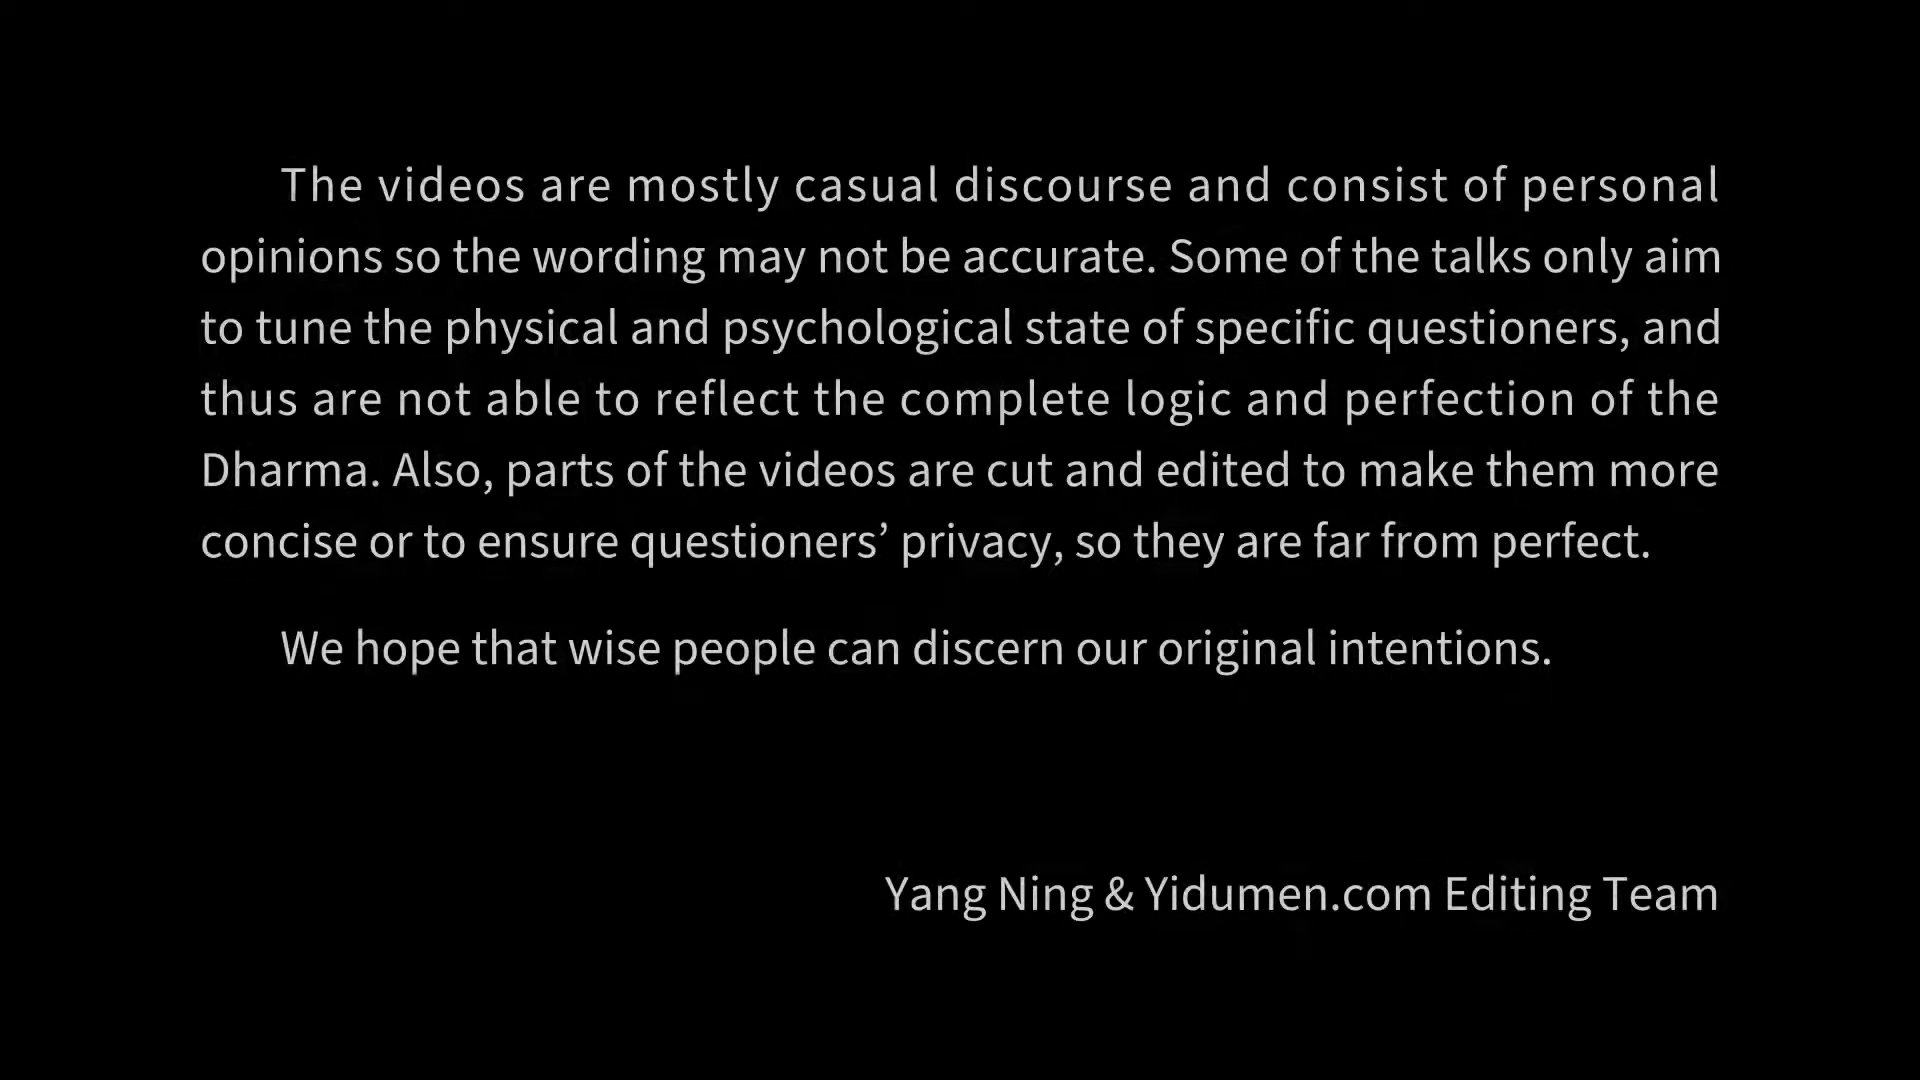 The videos are mostly casual discourse and consist of personal
opinions so the wording may not be accurate. Some of the talks only aim
to tune the physical and psychological state of specific questioners, and
thus are not able to reflect the complete logic and perfection of the
Dharma. Also, parts of the videos are cut and edited to make them more
concise or to ensure questioners’ privacy, so they are far from perfect.
We hope that wise people can discern our original intentions.
Yang Ning & Yidumen.com Editing Team